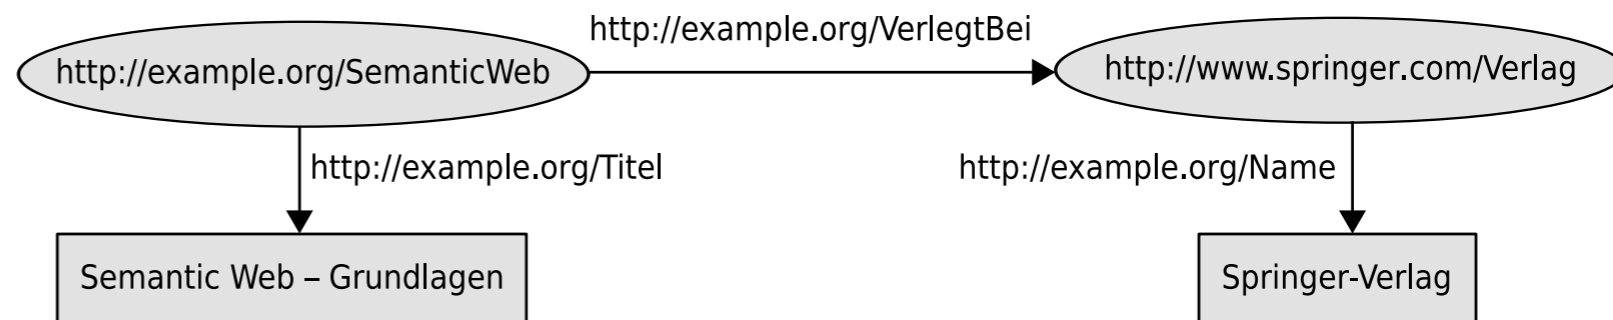 http://example.org/VerlegtBei
http://example.org/SemanticWeb
http://www.springer.com/Verlag
http://example.org/Titel
http://example.org/Name
Semantic Web – Grundlagen
Springer-Verlag